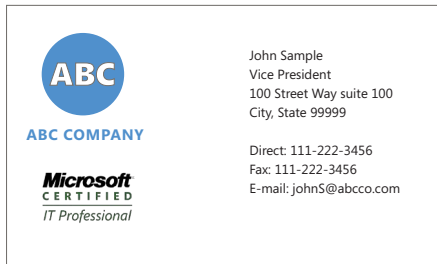 ABC
ABC COMPANY
Microsoft
CERTIFIED
IT Professional
John Sample
Vice President
100 Street Way suite 100
City, State 99999
Direct: 111-222-3456
Fax: 111-222-3456
E-mail: johnS@abcco.com